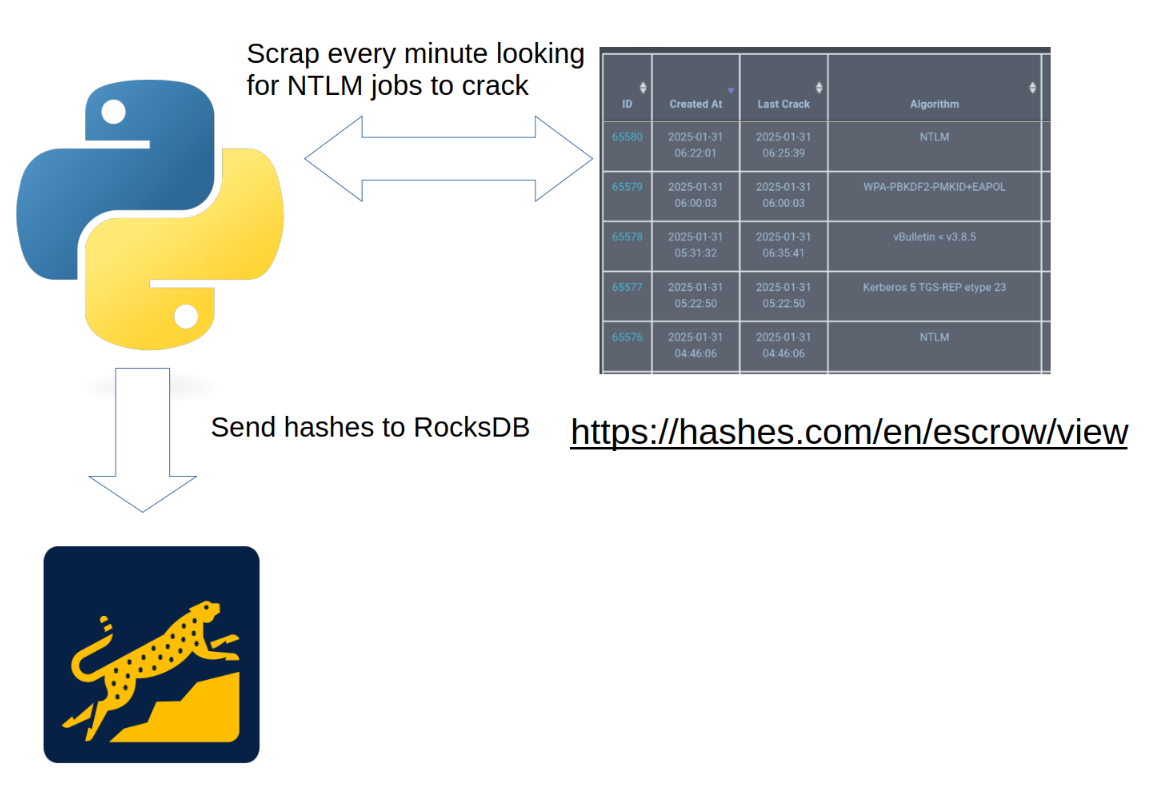 Scrap every minute looking
for NTLM jobs to crack
ID Created At Last Crack Algorithm
65580 2025-01-31 06:22:01 2025-01-31 06:25:39 NTLM
65579 2025-01-31 06:00:03 2025-01-31 06:00:03 WPA-PBKDF2-PMKID+EAPOL
65578 2025-01-31 05:31:32 2025-01-31 06:35:41 vBulletin < v3.8.5
65577 2025-01-31 05:22:50 2025-01-31 05:22:50 Kerberos 5 TGS-REP etype 23
65576 2025-01-31 04:46:06 2025-01-31 04:46:06 NTLM
Send hashes to RocksDB
https://hashes.com/en/escrow/view